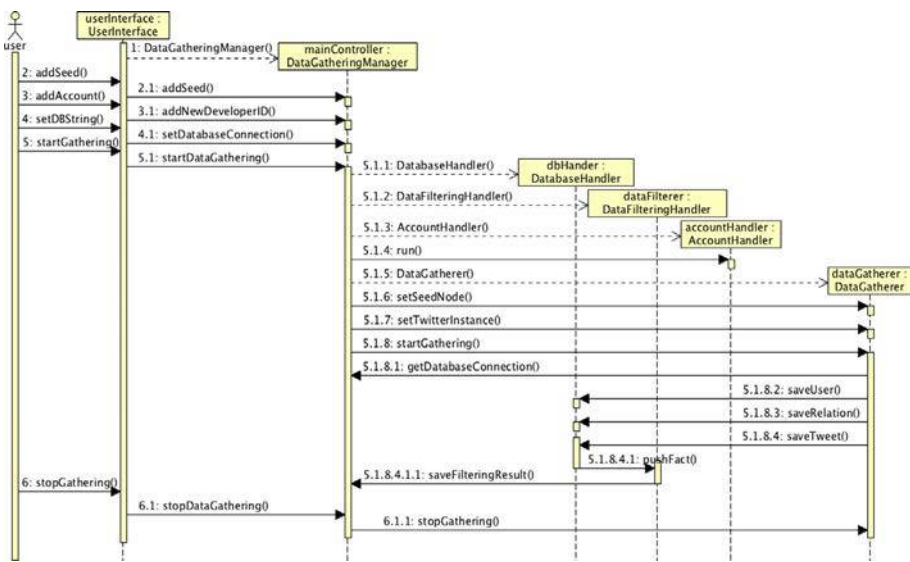 userInterface :
UserInterface
user
1: DataGatheringManager()
mainController :
DataGatheringManager
2: addSeed()
2.1: addSeed()
3: addAccount()
3.1: addNewDeveloperID()
4: setDBString()
4.1: setDatabaseConnection()
5: startGathering()
5.1: startDataGathering()
5.1.1: DatabaseHandler()
dbHander :
DatabaseHandler
5.1.2: DataFilteringHandler()
dataFilterer :
DataFilteringHandler
5.1.3: AccountHandler()
accountHandler :
AccountHandler
5.1.4: run()
5.1.5: DataGatherer()
dataGatherer :
DataGatherer
5.1.6: setSeedNode()
5.1.7: setTwitterInstance()
5.1.8: startGathering()
5.1.8.1: getDatabaseConnection()
5.1.8.2: saveUser()
5.1.8.3: saveRelation()
5.1.8.4: saveTweet()
5.1.8.4.1: pushFact()
5.1.8.4.1.1: saveFilteringResult()
6: stopGathering()
6.1: stopDataGathering()
6.1.1: stopGathering()